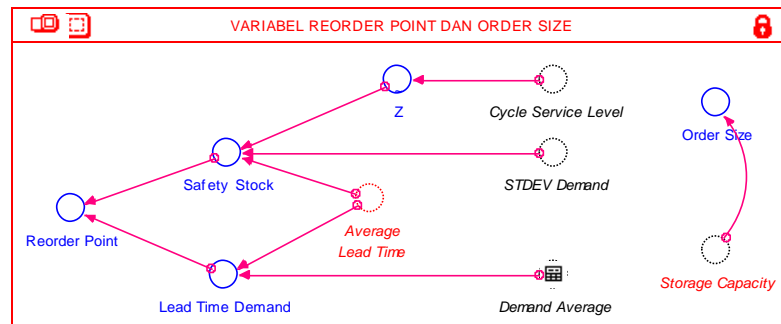 VARIABEL REORDER POINT DAN ORDER SIZE
Z
Cycle Service Level
Order Size
Safety Stock
STDEV Demand
Reorder Point
Average
Lead Time
Storage Capacity
Lead Time Demand
Demand Average